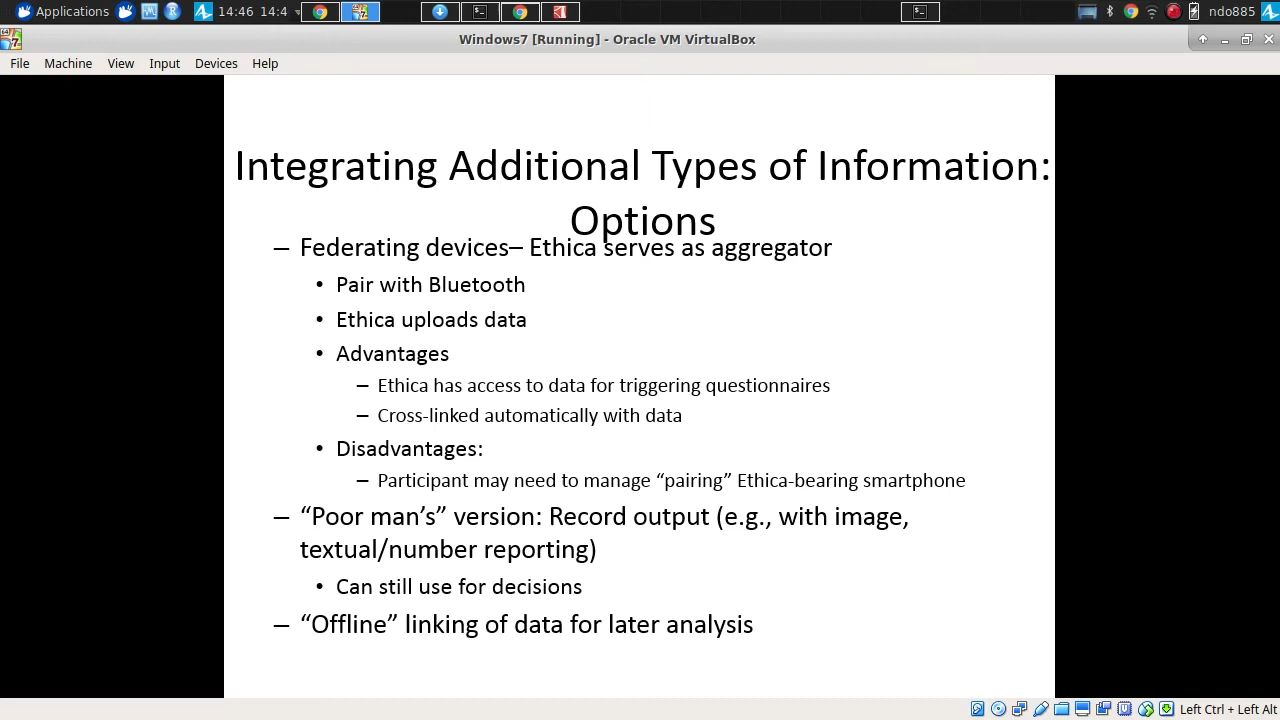 Applications 14:46 14:4 ndo885
Windows7 [Running] - Oracle VM VirtualBox
File Machine View Input Devices Help
Integrating Additional Types of Information:
Options
– Federating devices– Ethica serves as aggregator
• Pair with Bluetooth
• Ethica uploads data
• Advantages
– Ethica has access to data for triggering questionnaires
– Cross-linked automatically with data
• Disadvantages:
– Participant may need to manage “pairing” Ethica-bearing smartphone
– “Poor man’s” version: Record output (e.g., with image,
textual/number reporting)
• Can still use for decisions
– “Offline” linking of data for later analysis
Left Ctrl + Left Alt